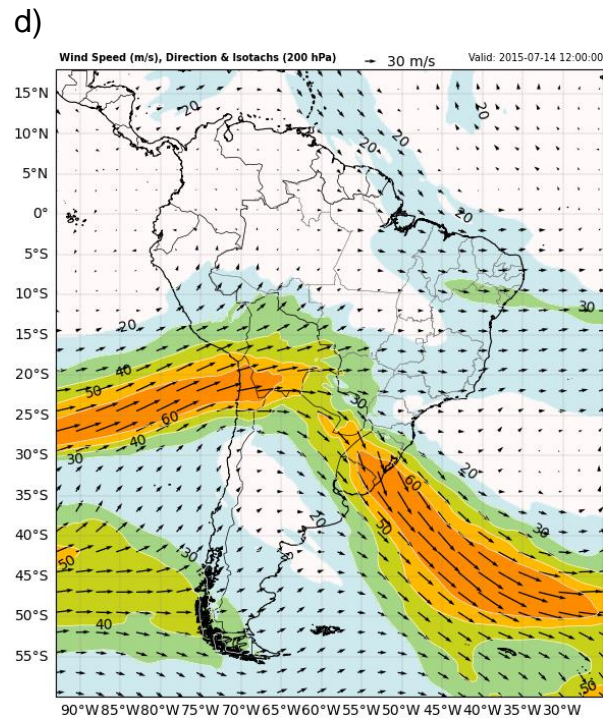 d)
Wind Speed (m/s), Direction & Isotachs (200 hPa) 30 m/s Valid: 2015-07-14 12:00:00
15°N
10°N
5°N
0°
5°S
10°S
15°S
20°S
25°S
30°S
35°S
40°S
45°S
50°S
55°S
20
20
20
20
20
20
30
40
50
60
40
30
30
20
60
50
20
30
30
50
40
50
90°W 85°W 80°W 75°W 70°W 65°W 60°W 55°W 50°W 45°W 40°W 35°W 30°W